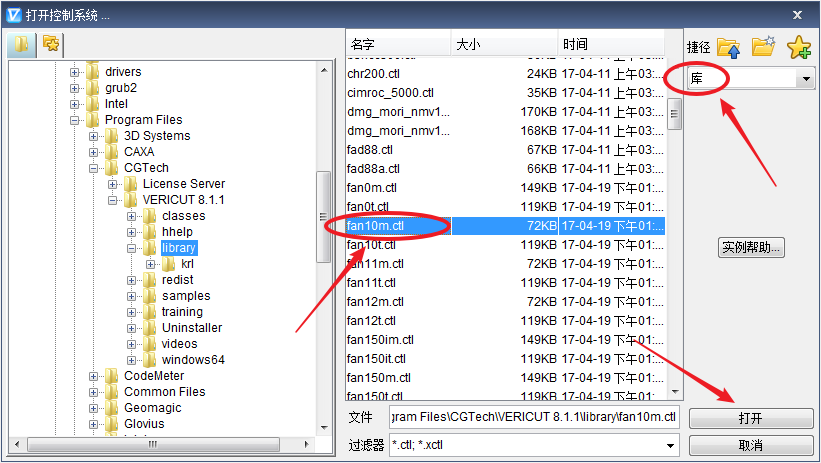 打开控制系统 ...
drivers
grub2
Intel
Program Files
3D Systems
CAXA
CGTech
License Server
VERICUT 8.1.1
classes
hhelp
library
krl
redist
samples
training
Uninstaller
videos
windows64
CodeMeter
Common Files
Geomagic
Glovius
名字 大小 时间
chr200.ctl 24KB 17-04-11 上午03:...
cimroc_5000.ctl 35KB 17-04-11 上午03:...
dmg_mori_nmv1... 170KB 17-04-11 上午03:...
dmg_mori_nmv1... 168KB 17-04-11 上午03:...
fad88.ctl 67KB 17-04-11 上午03:...
fad88a.ctl 66KB 17-04-11 上午03:...
fan0m.ctl 149KB 17-04-19 下午01:...
fan0t.ctl 119KB 17-04-19 下午01:...
fan10m.ctl 72KB 17-04-19 下午01:...
fan10t.ctl 119KB 17-04-19 下午01:...
fan11m.ctl 72KB 17-04-19 下午01:...
fan11t.ctl 119KB 17-04-19 下午01:...
fan12m.ctl 72KB 17-04-19 下午01:...
fan12t.ctl 119KB 17-04-19 下午01:...
fan150im.ctl 149KB 17-04-19 下午01:...
fan150it.ctl 119KB 17-04-19 下午01:...
fan150m.ctl 149KB 17-04-19 下午01:...
fan150t.ctl 119KB 17-04-19 下午01:...
捷径
库
实例帮助...
文件 gram Files\CGTech\VERICUT 8.1.1\library\fan10m.ctl
打开
过滤器 *.ctl; *.xctl
取消